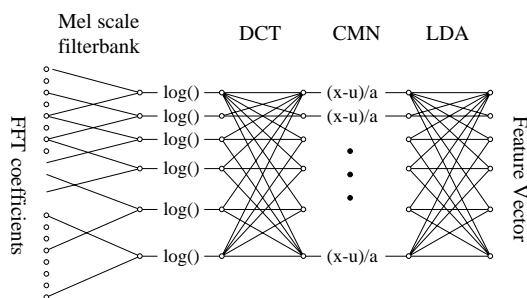 Mel scale
filterbank
DCT
CMN
LDA
FFT coefficients
log()
log()
log()
log()
log()
log()
(x-u)/a
(x-u)/a
(x-u)/a
Feature Vector